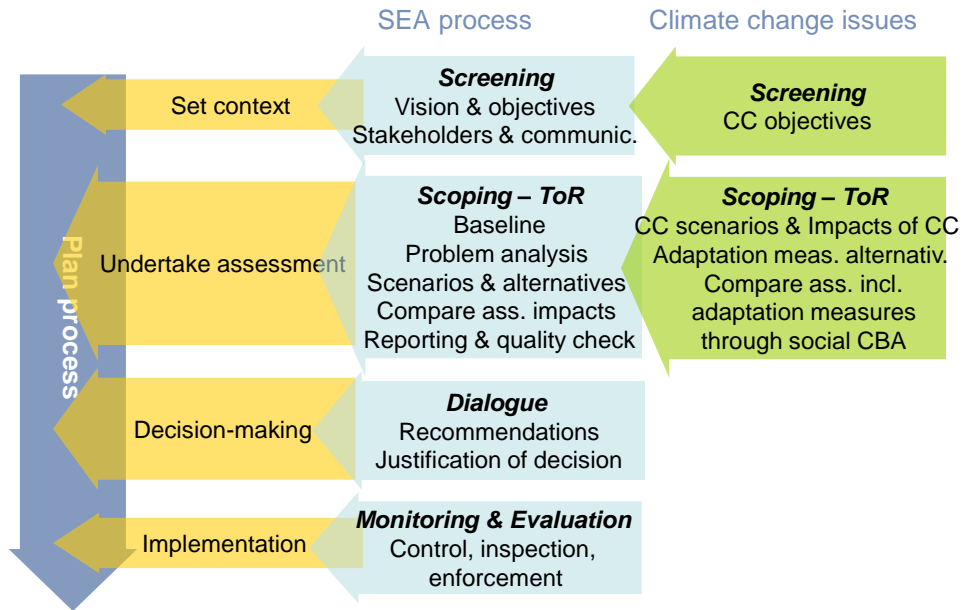 SEA process
Climate change issues
Plan process
Set context
Screening
Vision & objectives
Stakeholders & communic.
Screening
CC objectives
Undertake assessment
Scoping – ToR
Baseline
Problem analysis
Scenarios & alternatives
Compare ass. impacts
Reporting & quality check
Scoping – ToR
CC scenarios & Impacts of CC
Adaptation meas. alternativ.
Compare ass. incl.
adaptation measures
through social CBA
Decision-making
Dialogue
Recommendations
Justification of decision
Implementation
Monitoring & Evaluation
Control, inspection,
enforcement